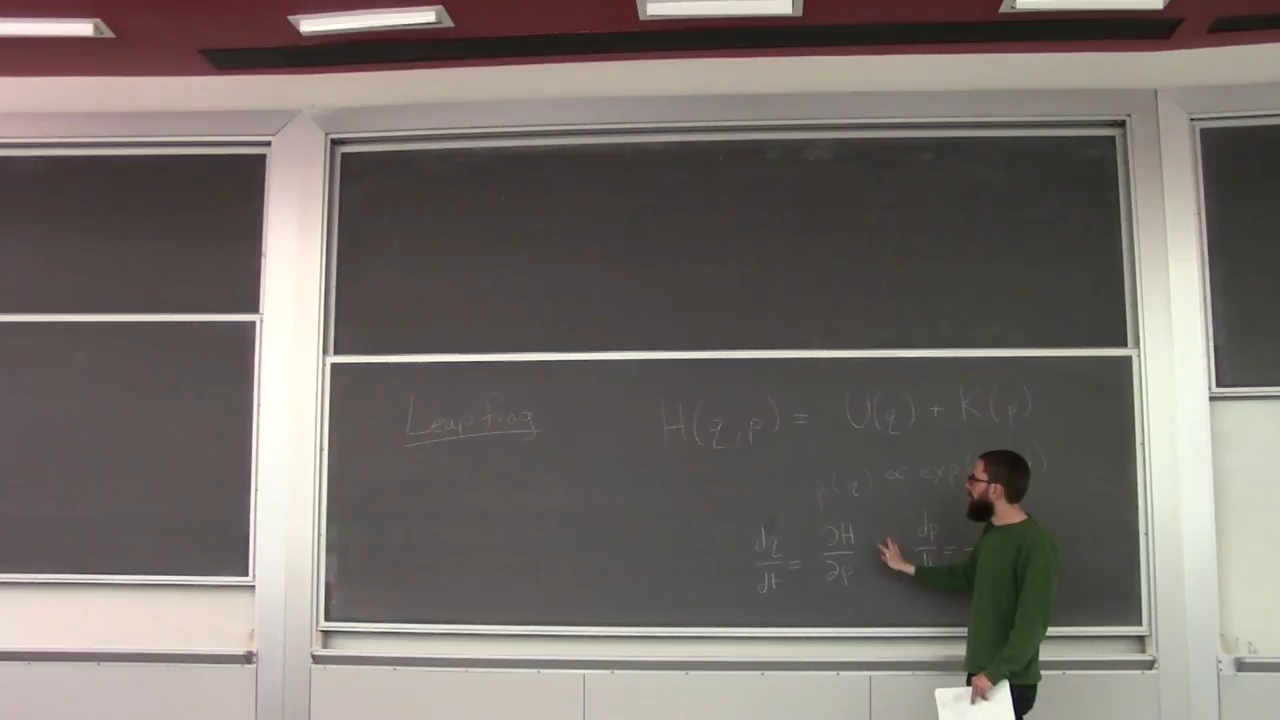 Leapfrog
H(q,p) = U(q) + K(p)
p(q) ∝ exp( )
dq/dt = ∂H/∂p dp/dt = -